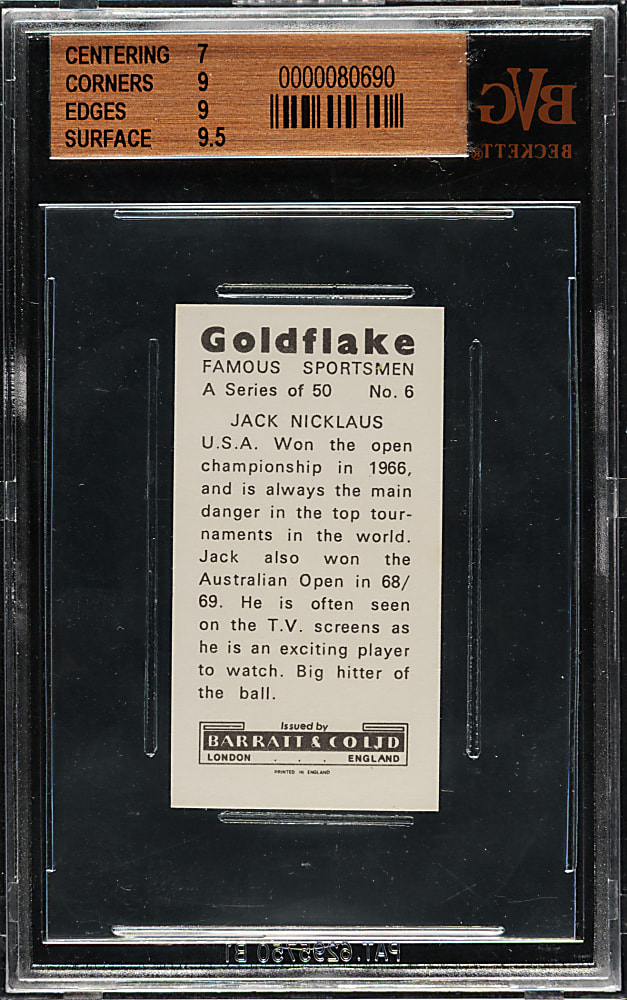 CENTERING 7
CORNERS 9
EDGES 9
SURFACE 9.5
0000080690
BVG
BECKETT®
Goldflake
FAMOUS SPORTSMEN
A Series of 50 No. 6
JACK NICKLAUS
U.S.A. Won the open
championship in 1966,
and is always the main
danger in the top tour-
naments in the world.
Jack also won the
Australian Open in 68/
69. He is often seen
on the T.V. screens as
he is an exciting player
to watch. Big hitter of
the ball.
Issued by
BARRATT & CO LTD
LONDON . . . ENGLAND
PRINTED IN ENGLAND
PAT. 6295750 B1